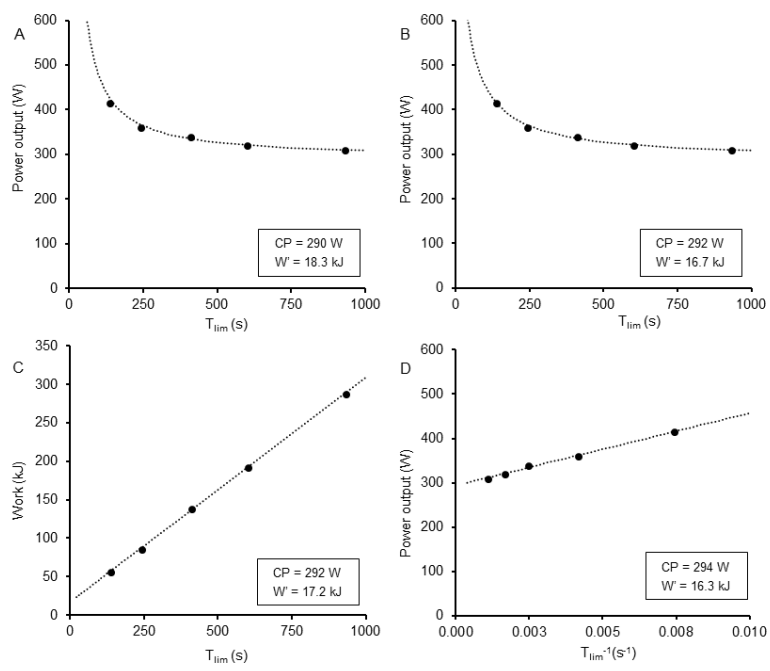 A
Power output (W)
600
500
400
300
200
100
0
CP = 290 W
W' = 18.3 kJ
0 250 500 750 1000
T_lim (s)
B
Power output (W)
600
500
400
300
200
100
0
CP = 292 W
W' = 16.7 kJ
0 250 500 750 1000
T_lim (s)
C
Work (kJ)
350
300
250
200
150
100
50
0
CP = 292 W
W' = 17.2 kJ
0 250 500 750 1000
T_lim (s)
D
Power output (W)
600
500
400
300
200
100
0
CP = 294 W
W' = 16.3 kJ
0.000 0.003 0.005 0.008 0.010
T_lim⁻¹(s⁻¹)